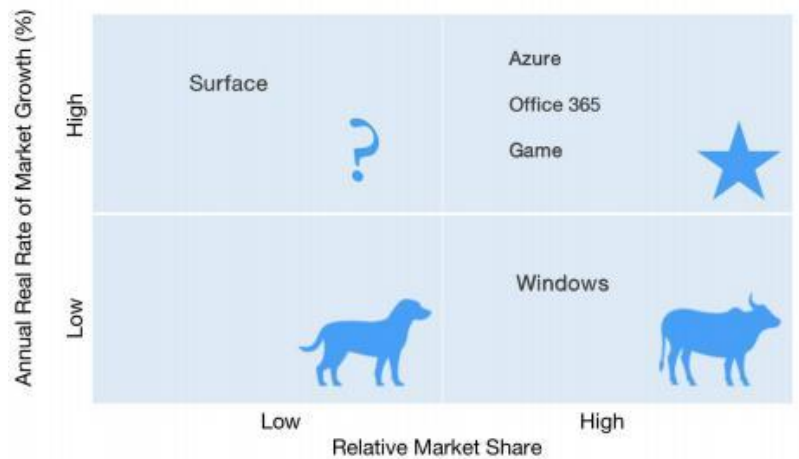 Annual Real Rate of Market Growth (%)
High
Surface
?
Azure
Office 365
Game
Low
Windows
Low
High
Relative Market Share